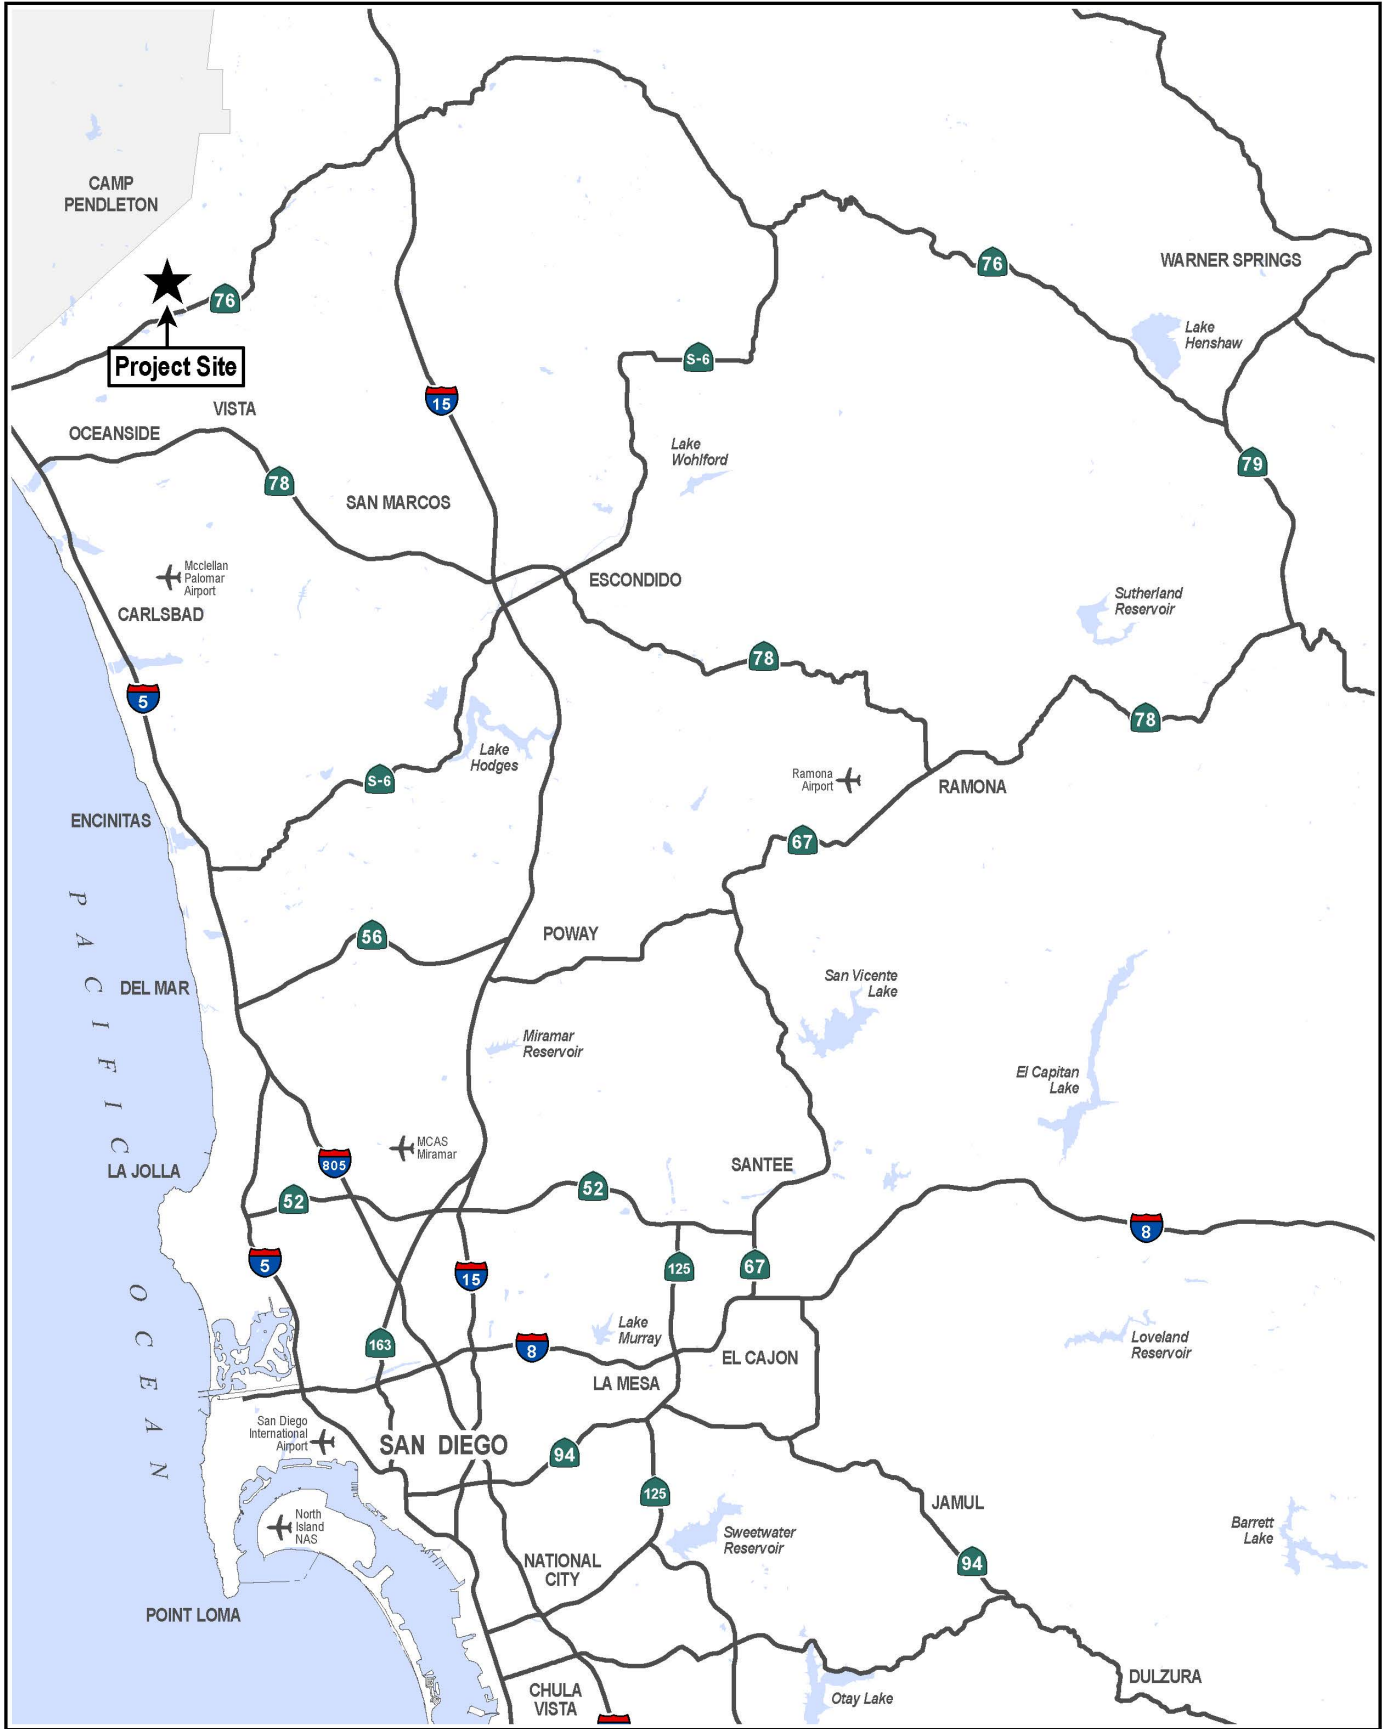 CAMP
PENDLETON
76
Project Site
WARNER SPRINGS
76
Lake
Henshaw
S-6
15
VISTA
OCEANSIDE
78
SAN MARCOS
Lake
Wohlford
79
Mcclellan
Palomar
Airport
CARLSBAD
ESCONDIDO
Sutherland
Reservoir
78
5
78
Lake
Hodges
S-6
Ramona
Airport
RAMONA
ENCINITAS
67
56
POWAY
DEL MAR
San Vicente
Lake
Miramar
Reservoir
El Capitan
Lake
PACIFIC
OCEAN
LA JOLLA
805
MCAS
Miramar
SANTEE
52
52
8
5
15
125
67
163
8
Lake
Murray
EL CAJON
Loveland
Reservoir
LA MESA
San Diego
International
Airport
SAN DIEGO
94
125
JAMUL
North
Island
NAS
Sweetwater
Reservoir
Barrett
Lake
NATIONAL
CITY
94
POINT LOMA
DULZURA
CHULA
VISTA
Otay Lake